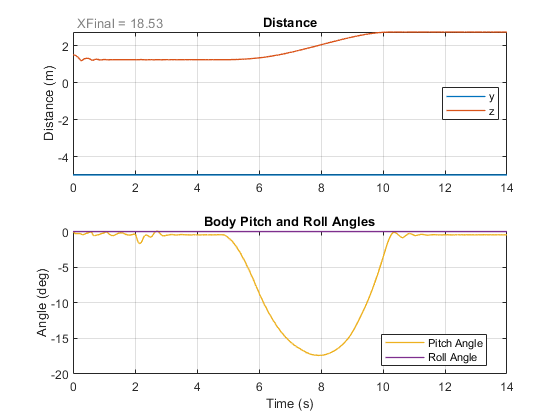 XFinal = 18.53
Distance
Distance (m)
2
0
-2
-4
y
z
0 2 4 6 8 10 12 14
Body Pitch and Roll Angles
Angle (deg)
0
-5
-10
-15
-20
Pitch Angle
Roll Angle
0 2 4 6 8 10 12 14
Time (s)